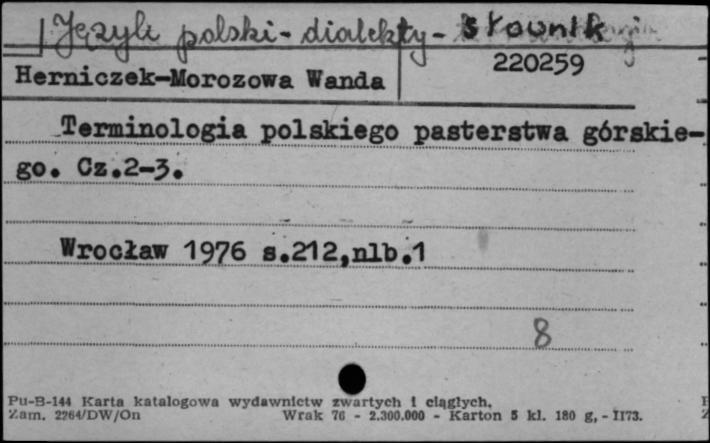 Język polski - dialekty - słownik
Herniczek-Morozowa Wanda
220259
Terminologia polskiego pasterstwa górskie-
go. Cz.2-3.
Wrocław 1976 s.212,nlb.1
8
Pu-B-144 Karta katalogowa wydawnictw zwartych i ciągłych.
Zam. 2264/DW/On Wrak 76 - 2.300.000 - Karton 5 kl. 180 g, - II73.